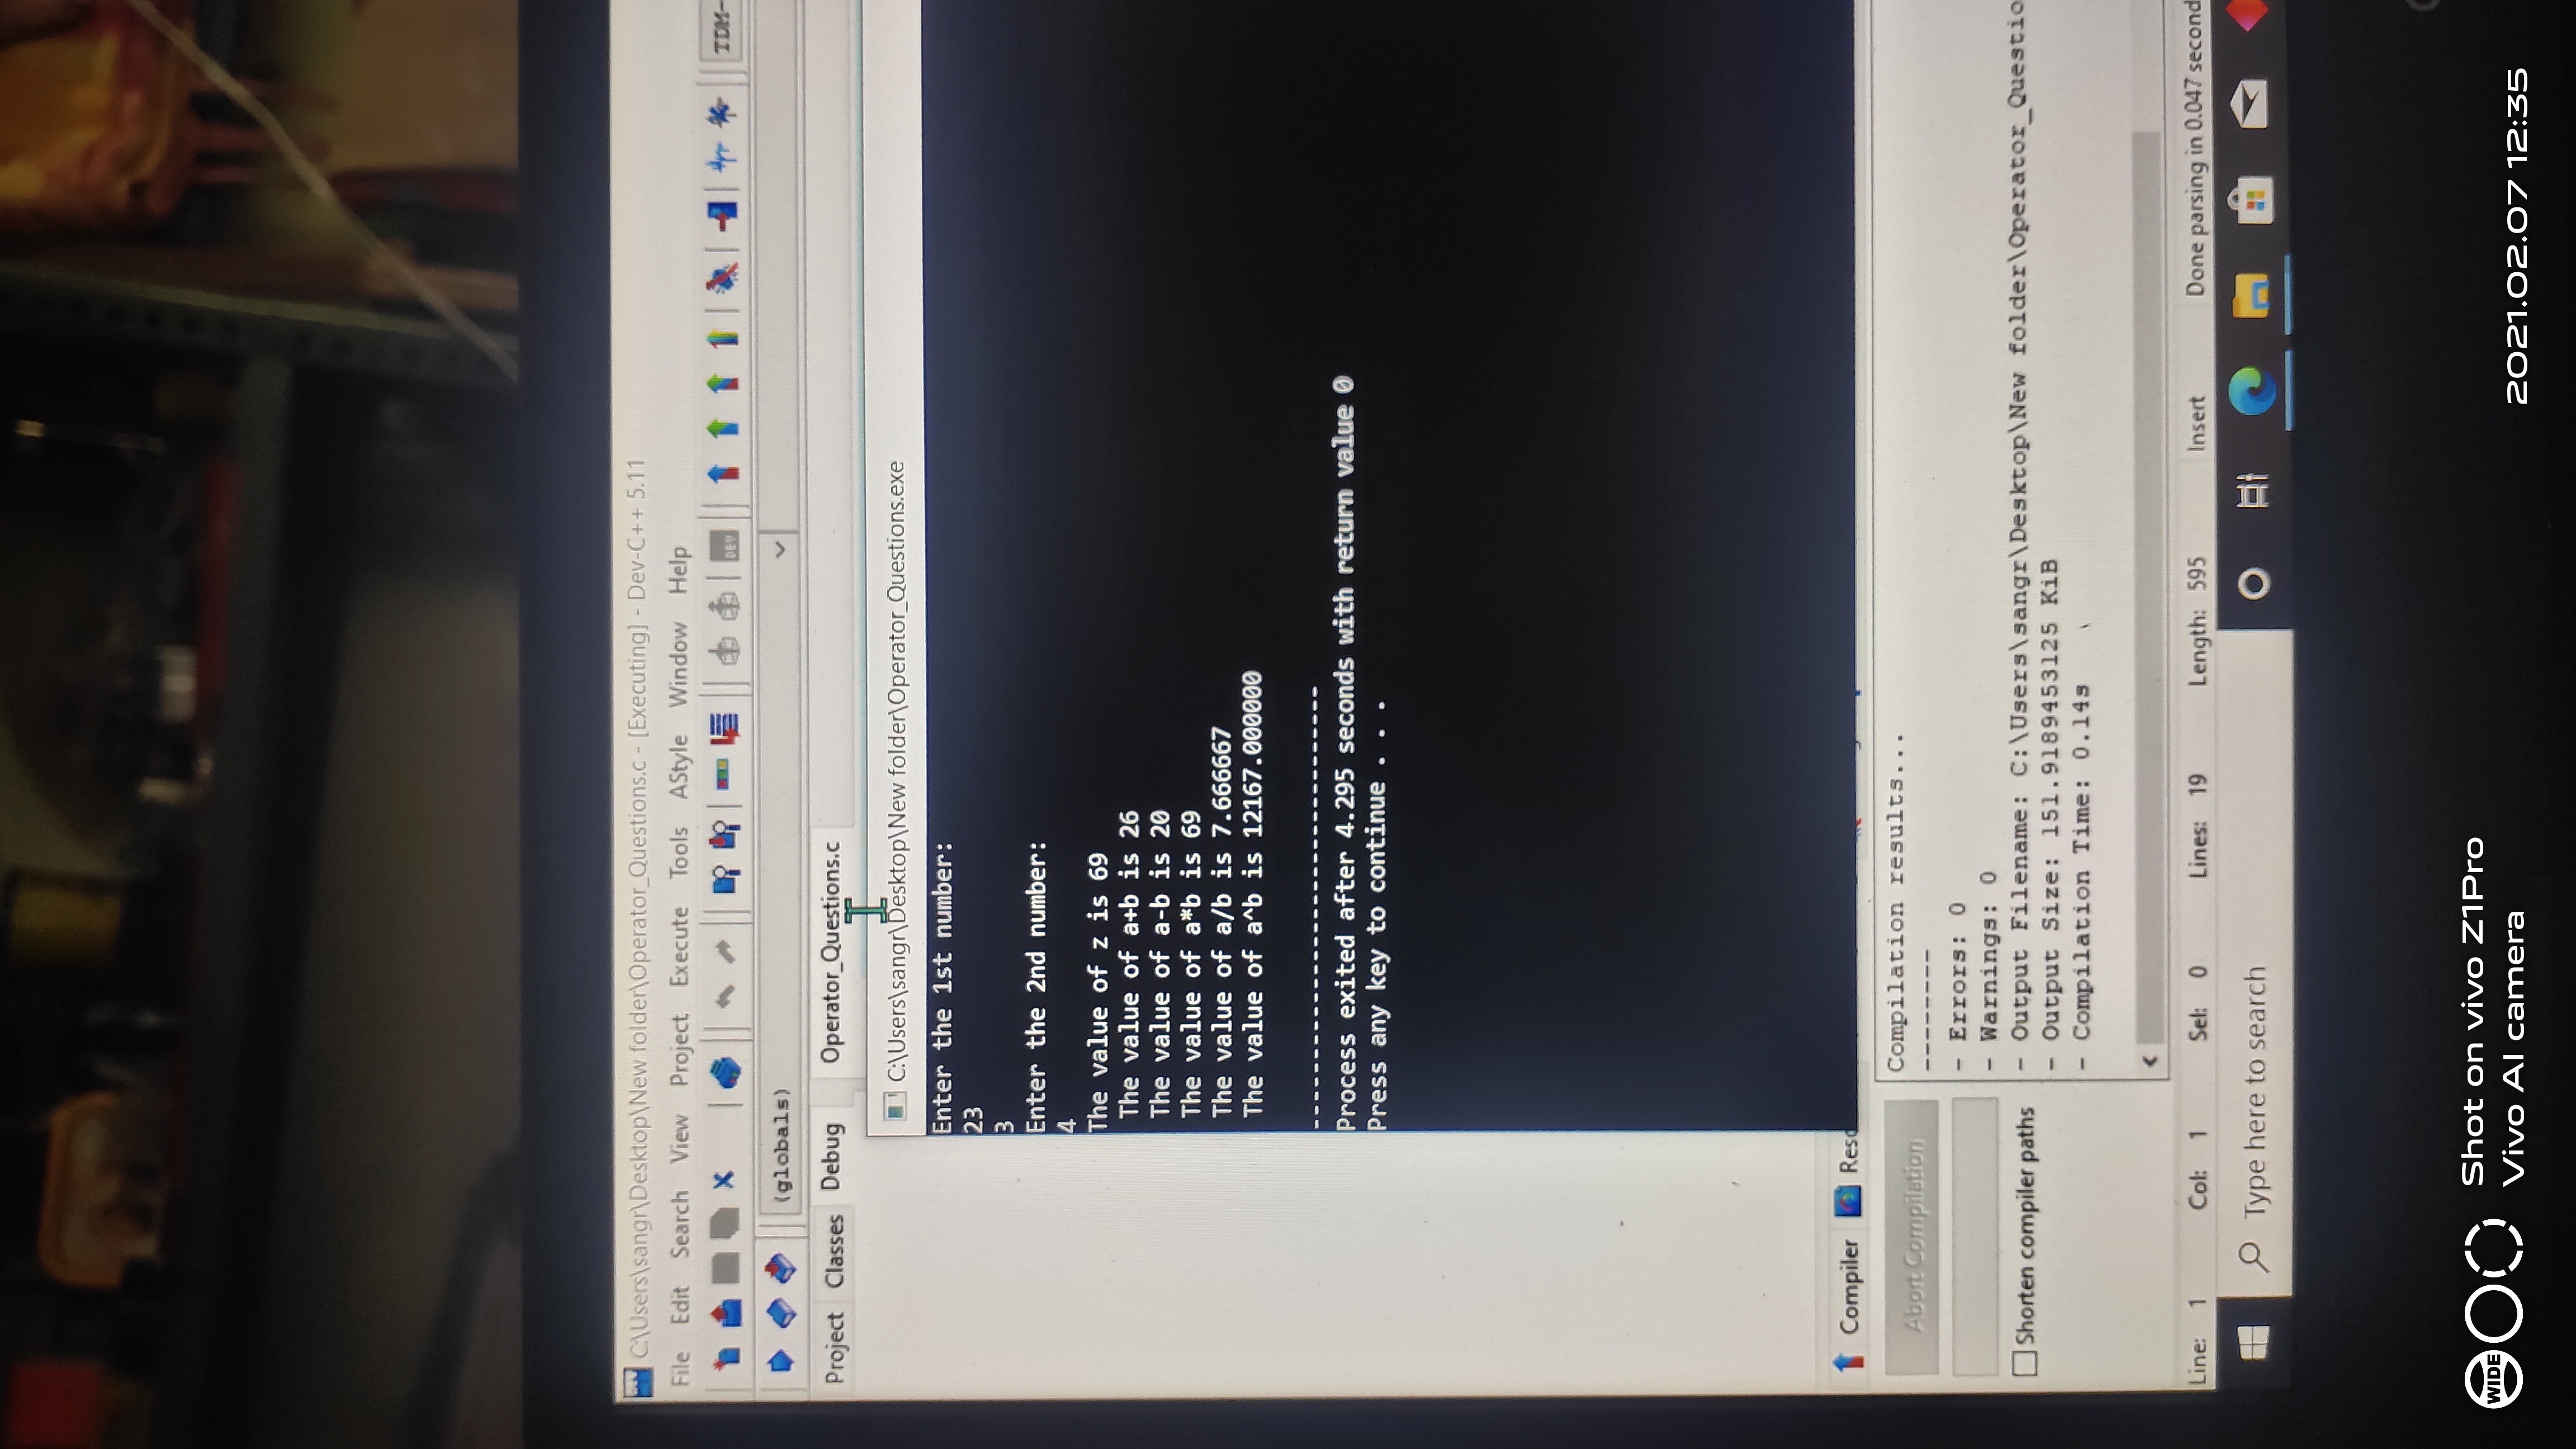 C:\Users\sangr\Desktop\New folder\Operator_Questions.c - [Executing] - Dev-C++ 5.11
File Edit Search View Project Execute Tools AStyle Window Help
DEV TDM-
(globals)
Project Classes Debug Operator_Questions.c
C:\Users\sangr\Desktop\New folder\Operator_Questions.exe
Enter the 1st number:
23
3
Enter the 2nd number:
4
The value of z is 69
The value of a+b is 26
The value of a-b is 20
The value of a*b is 69
The value of a/b is 7.666667
The value of a^b is 12167.000000
--------------------------------
Process exited after 4.295 seconds with return value 0
Press any key to continue . . .
Compiler Reso
Abort Compilation
Shorten compiler paths
Compilation results...
--------
- Errors: 0
- Warnings: 0
- Output Filename: C:\Users\sangr\Desktop\New folder\Operator_Questio
- Output Size: 151.9189453125 KiB
- Compilation Time: 0.14s
Line: 1 Col: 1 Sel: 0 Lines: 19 Length: 595 Insert Done parsing in 0.047 second
Type here to search
WIDE
Shot on vivo Z1Pro
Vivo AI camera
2021.02.07 12:35